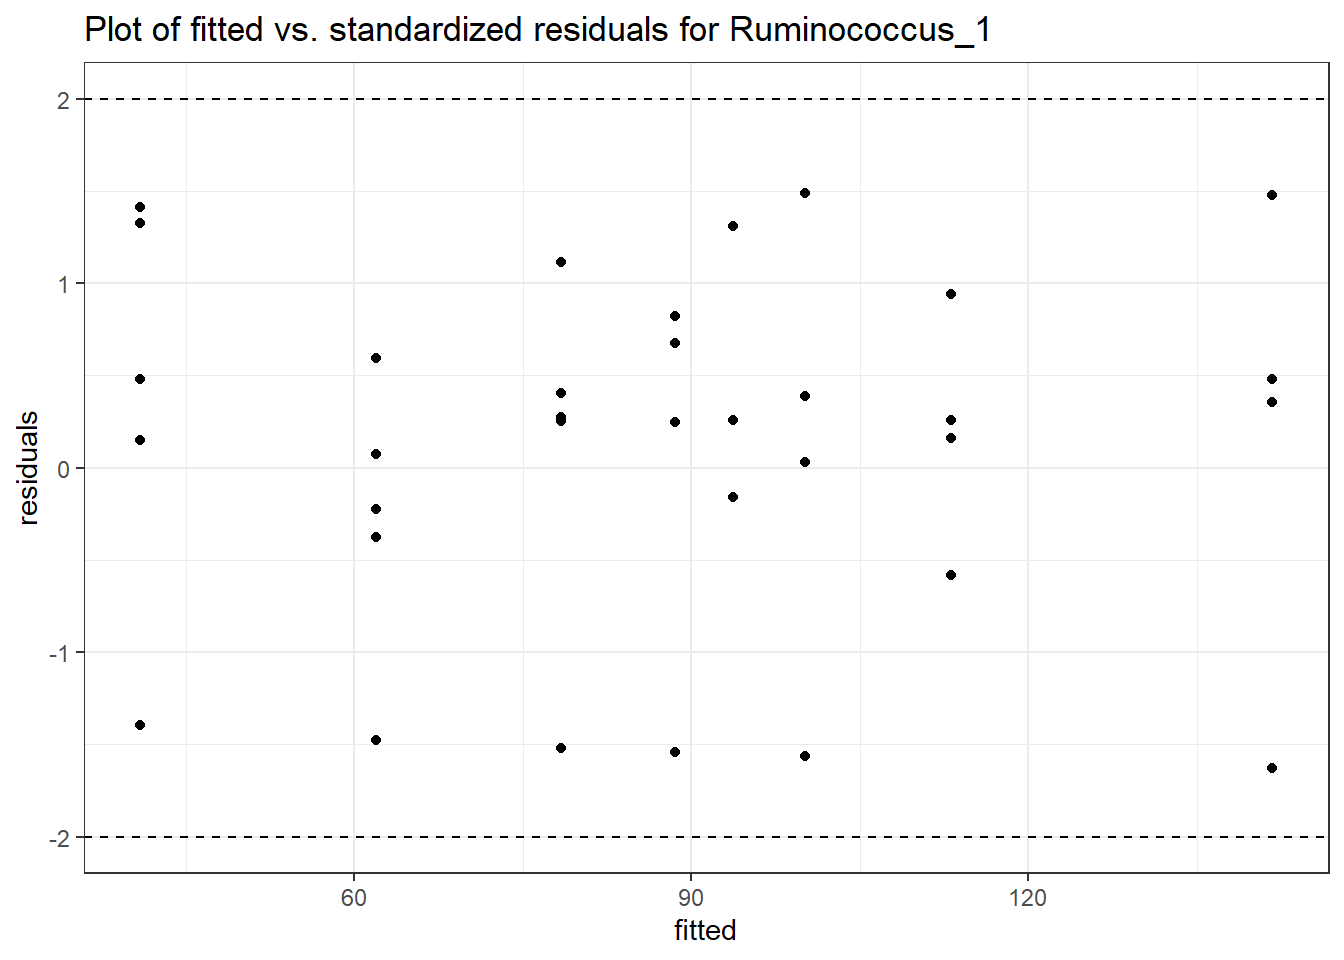 Plot of fitted vs. standardized residuals for Ruminococcus_1
2
1
0
-1
-2
residuals
60
90
120
fitted